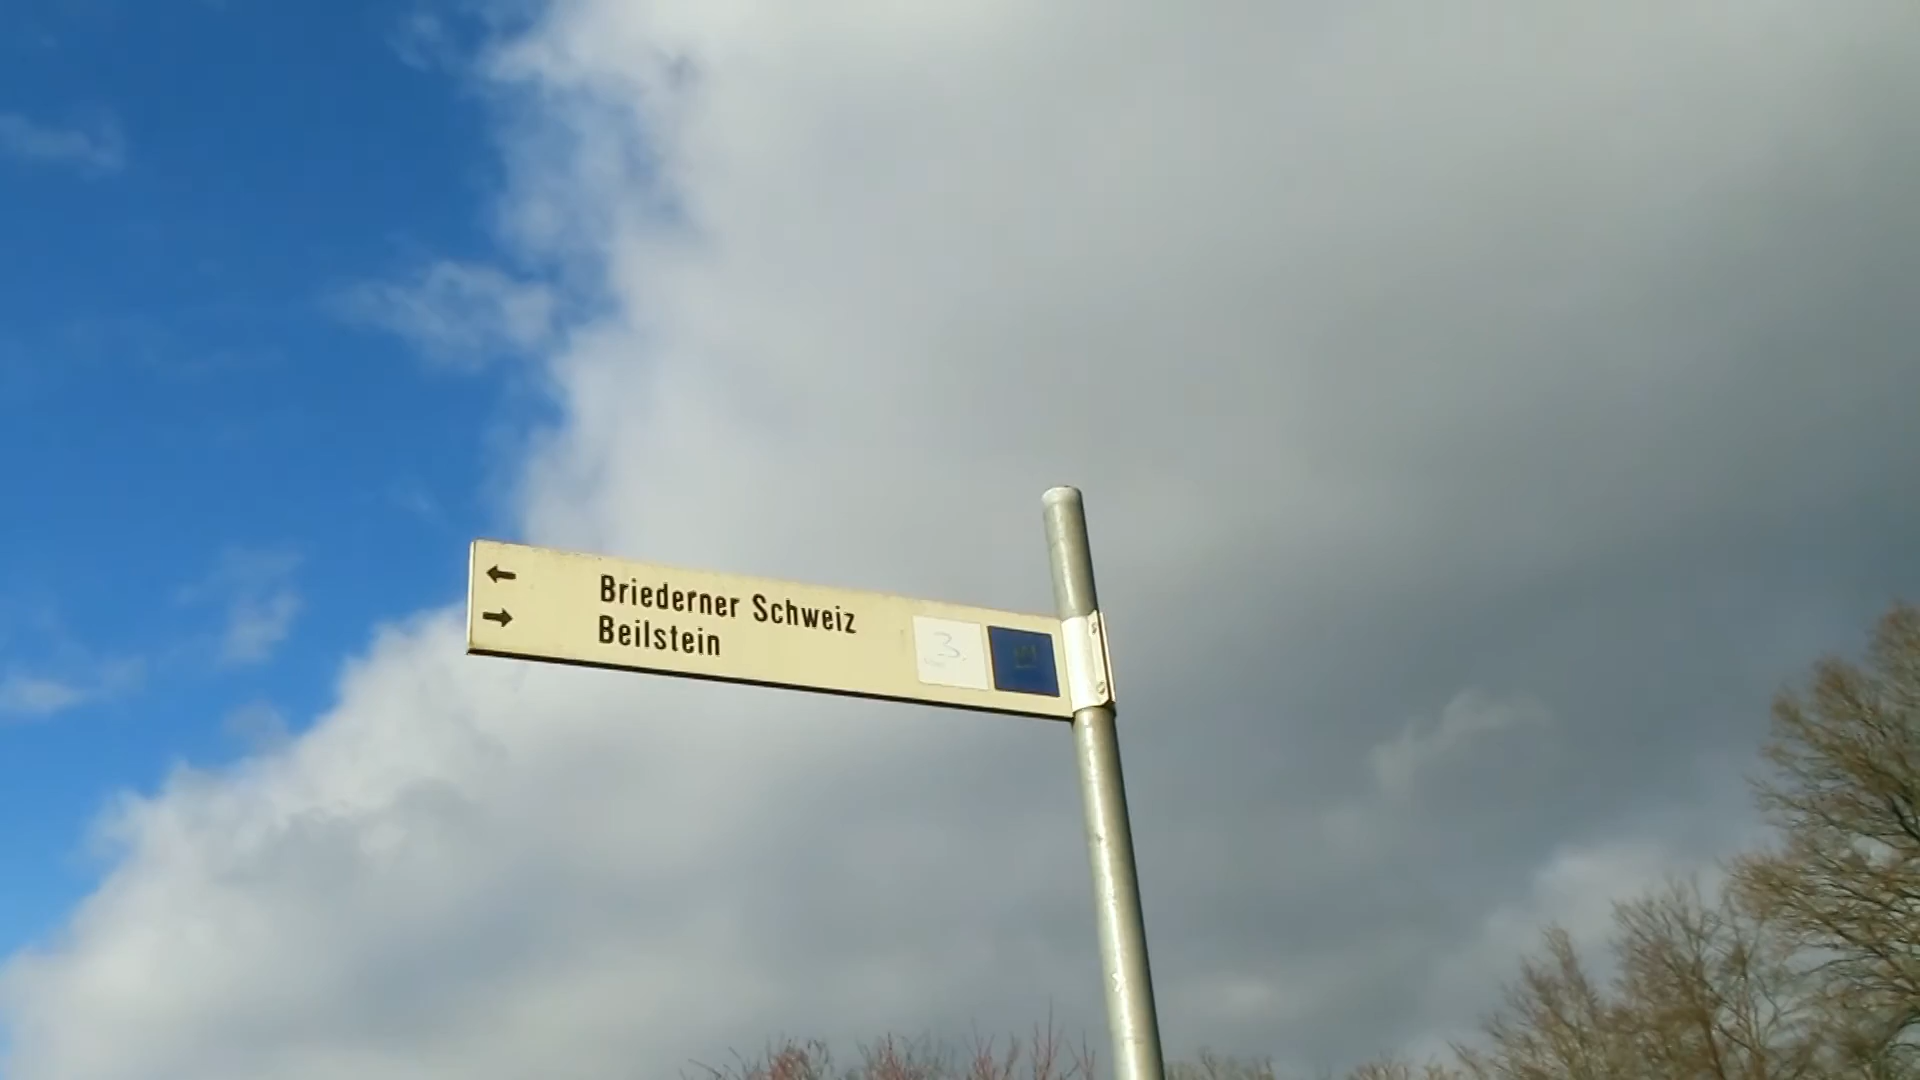 ← Briederner Schweiz
→ Beilstein
3.